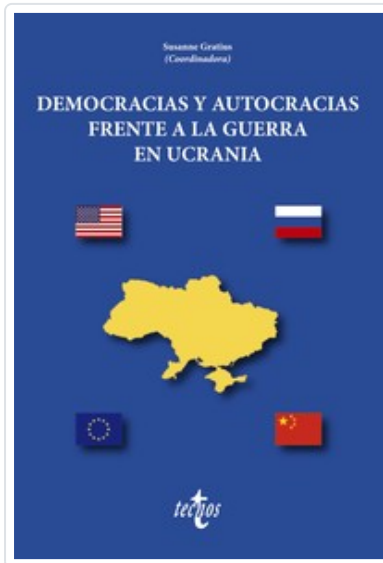 Susanne Gratius
(Coordinadora)
DEMOCRACIAS Y AUTOCRACIAS
FRENTE A LA GUERRA
EN UCRANIA
tecnos